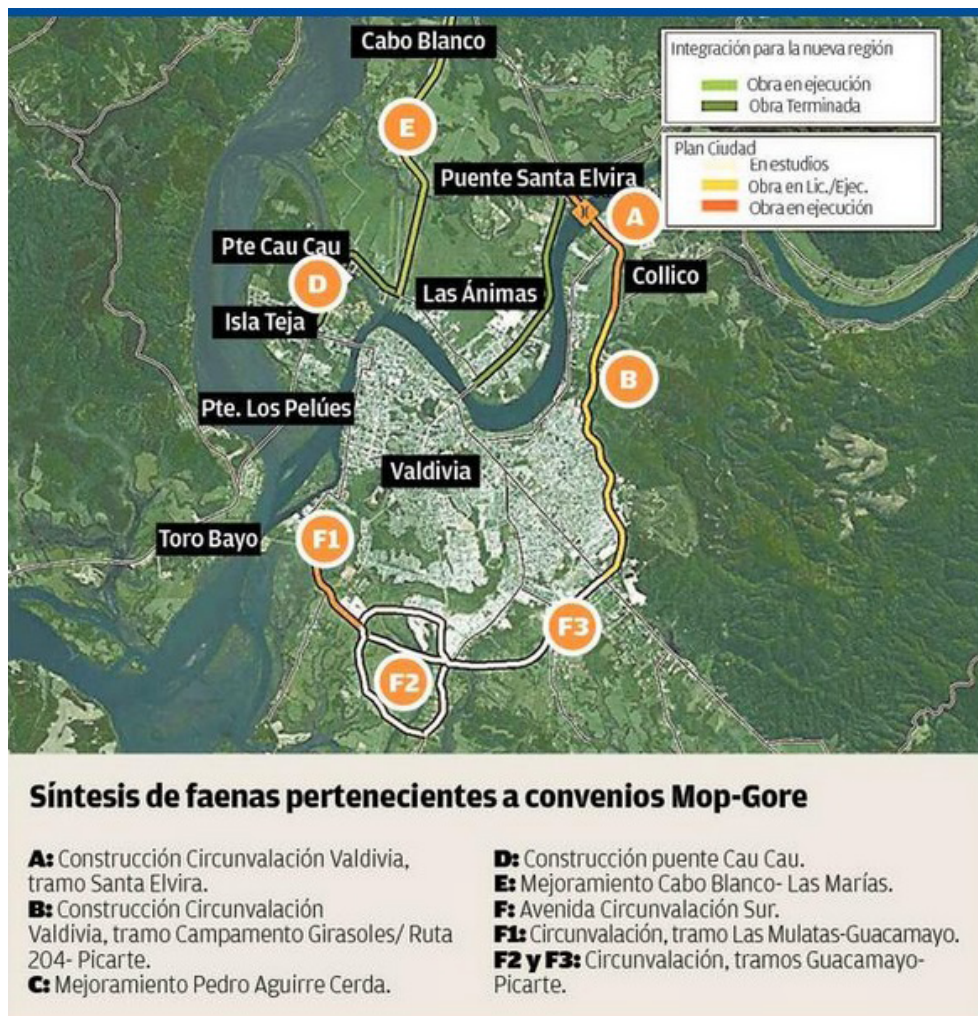 Cabo Blanco
Integración para la nueva región
Obra en ejecución
Obra Terminada
Plan Ciudad
En estudios
Obra en Lic./Ejec.
Obra en ejecución
E
Puente Santa Elvira
A
Pte Cau Cau
D
Las Ánimas
Collico
Isla Teja
B
Pte. Los Pelúes
Valdivia
Toro Bayo
F1
F3
F2
Síntesis de faenas pertenecientes a convenios Mop-Gore
A: Construcción Circunvalación Valdivia,
tramo Santa Elvira.
B: Construcción Circunvalación
Valdivia, tramo Campamento Girasoles/ Ruta
204- Picarte.
C: Mejoramiento Pedro Aguirre Cerda.
D: Construcción puente Cau Cau.
E: Mejoramiento Cabo Blanco- Las Marías.
F: Avenida Circunvalación Sur.
F1: Circunvalación, tramo Las Mulatas-Guacamayo.
F2 y F3: Circunvalación, tramos Guacamayo-
Picarte.